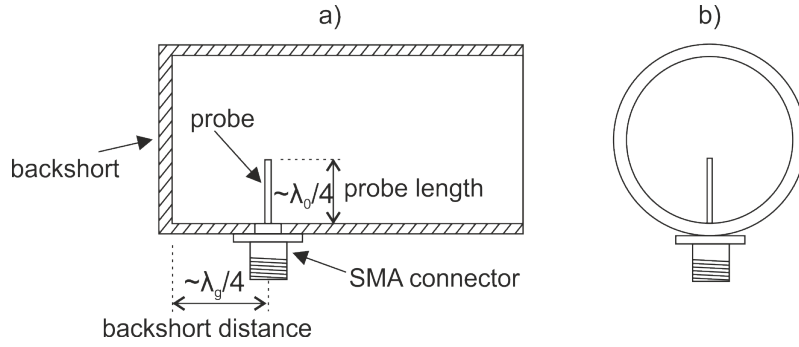 a)
b)
probe
backshort
~λ₀/4
probe length
SMA connector
~λg/4
backshort distance